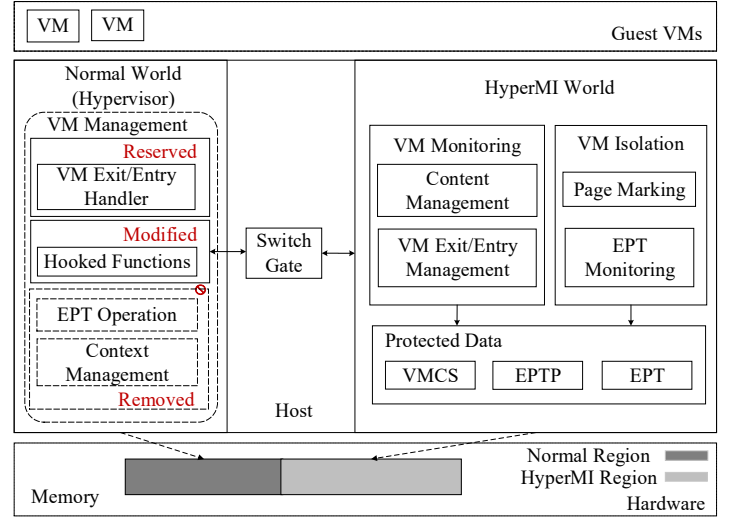 VM
VM
Guest VMs
Normal World
(Hypervisor)
VM Management
Reserved
VM Exit/Entry
Handler
Modified
Hooked Functions
EPT Operation
Context
Management
Removed
Switch
Gate
Host
HyperMI World
VM Monitoring
Content
Management
VM Exit/Entry
Management
VM Isolation
Page Marking
EPT
Monitoring
Protected Data
VMCS
EPTP
EPT
Memory
Normal Region
HyperMI Region
Hardware